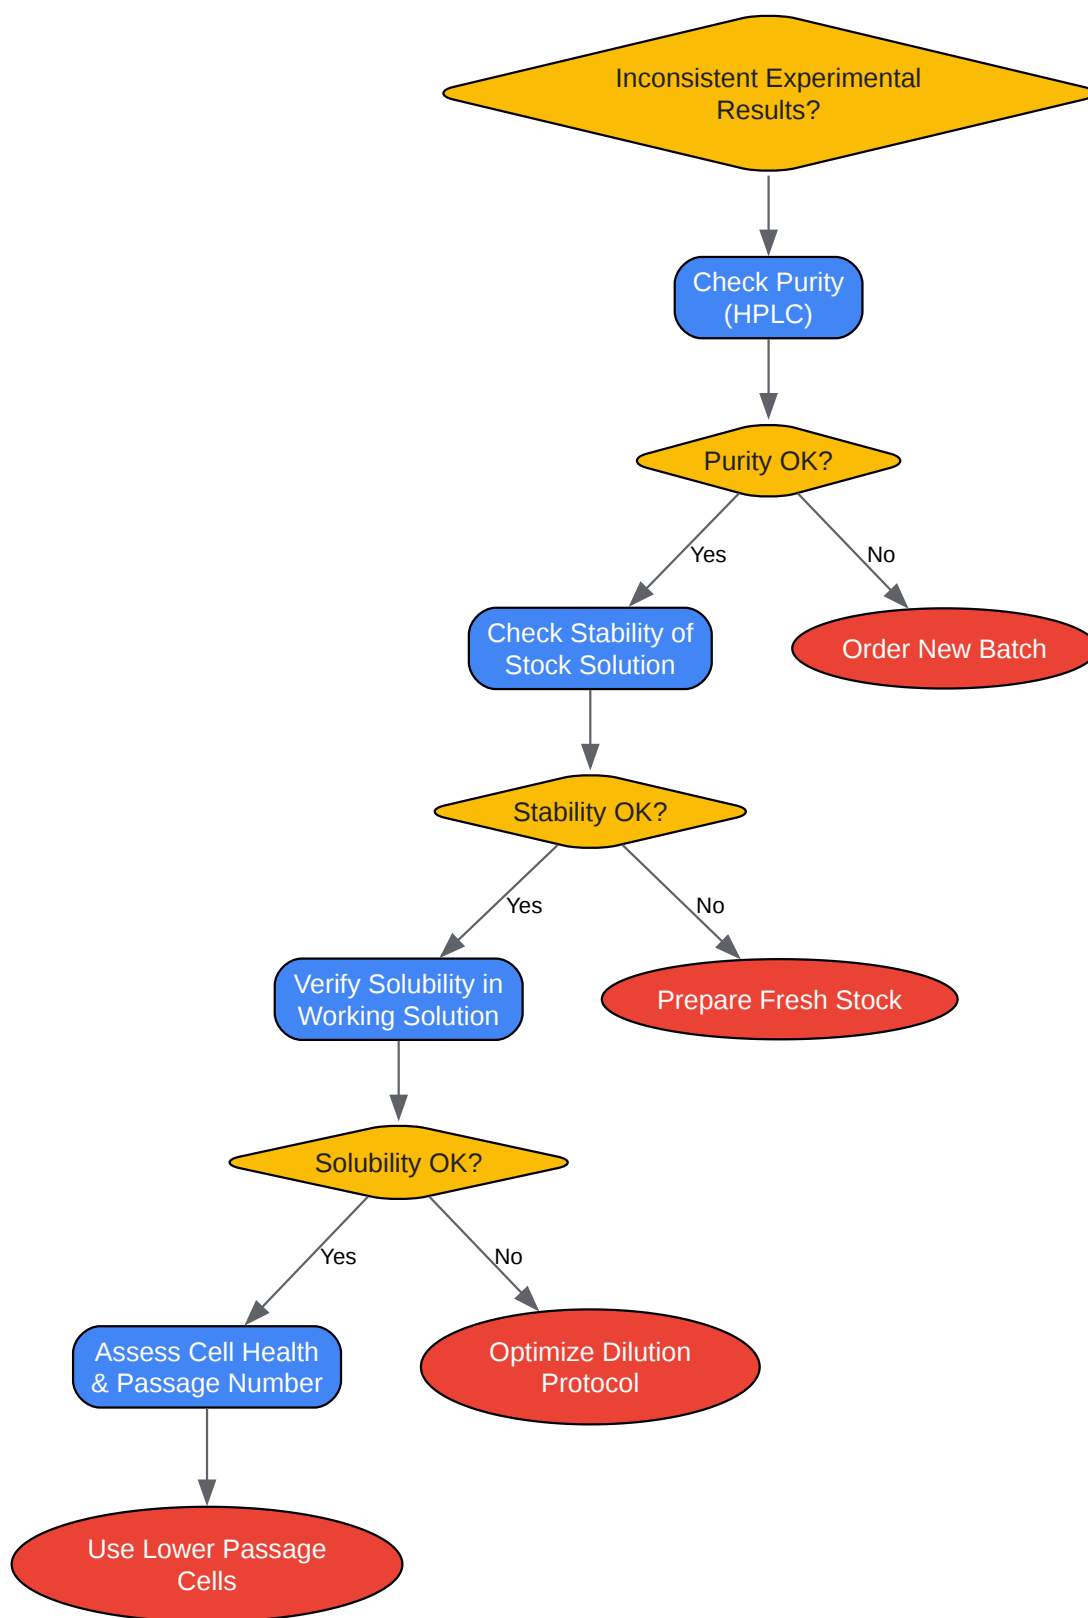 Inconsistent Experimental
Results?
Check Purity
(HPLC)
Purity OK?
Yes
No
Check Stability of
Stock Solution
Order New Batch
Stability OK?
Yes
No
Verify Solubility in
Working Solution
Prepare Fresh Stock
Solubility OK?
Yes
No
Assess Cell Health
& Passage Number
Optimize Dilution
Protocol
Use Lower Passage
Cells